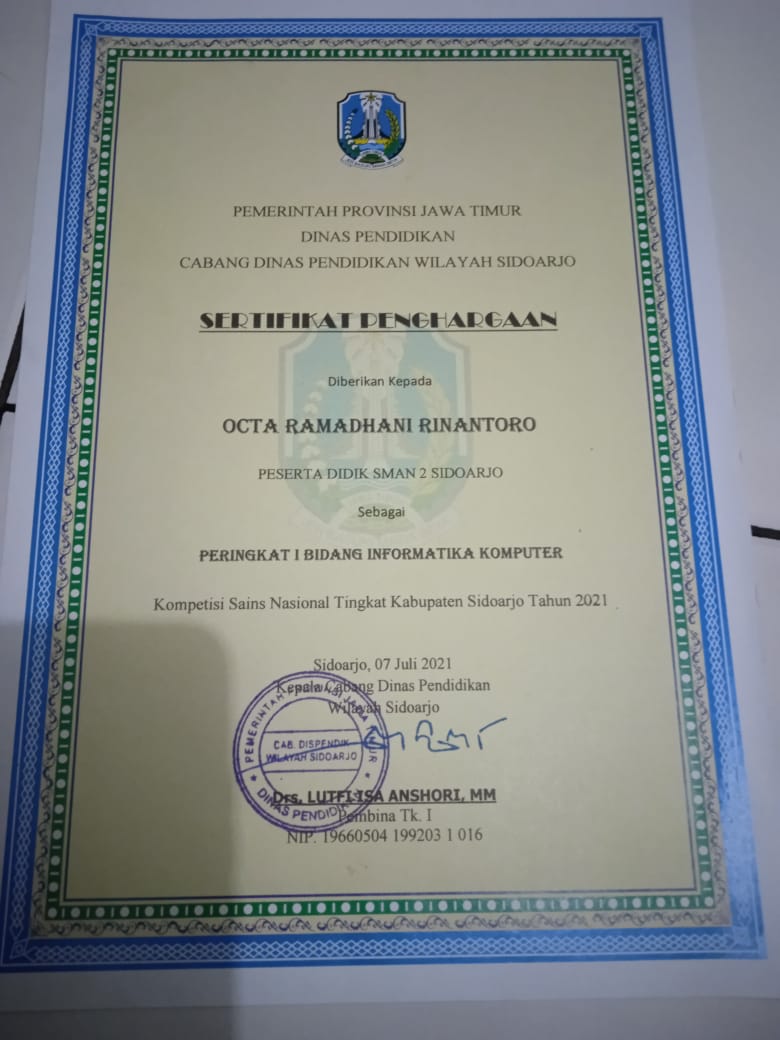 PEMERINTAH PROVINSI JAWA TIMUR
DINAS PENDIDIKAN
CABANG DINAS PENDIDIKAN WILAYAH SIDOARJO
SERTIFIKAT PENGHARGAAN
Diberikan Kepada
OCTA RAMADHANI RINANTORO
PESERTA DIDIK SMAN 2 SIDOARJO
Sebagai
PERINGKAT I BIDANG INFORMATIKA KOMPUTER
Kompetisi Sains Nasional Tingkat Kabupaten Sidoarjo Tahun 2021
Sidoarjo, 07 Juli 2021
Kepala Cabang Dinas Pendidikan
Wilayah Sidoarjo
PEMERINTAH PROVINSI JAWA TIMUR
CAB. DISPENDIK
WILAYAH SIDOARJO
DINAS PENDIDIKAN
Drs. LUTFI ISA ANSHORI, MM
Pembina Tk. I
NIP. 19660504 199203 1 016